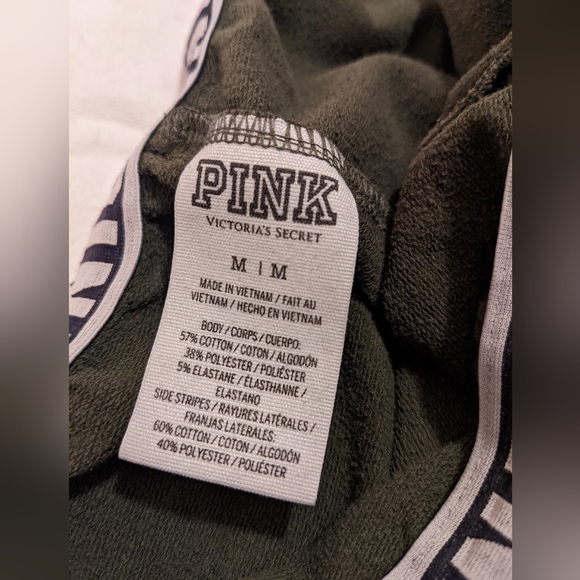 PINK
VICTORIA'S SECRET
M | M
MADE IN VIETNAM / FAIT AU
VIETNAM / HECHO EN VIETNAM
BODY / CORPS / CUERPO:
57% COTTON / COTON / ALGODÓN
38% POLYESTER / POLIÉSTER
5% ELASTANE / ÉLASTHANNE /
ELASTANO
SIDE STRIPES / RAYURES LATÉRALES /
FRANJAS LATERALES:
60% COTTON / COTON / ALGODÓN
40% POLYESTER / POLIÉSTER